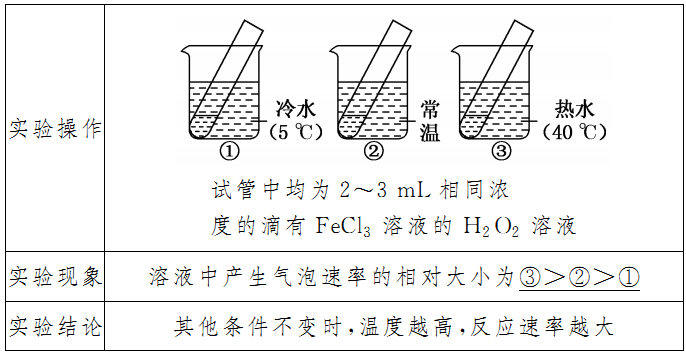 实验操作
冷水
(5 ℃)
①
常
温
②
热水
(40 ℃)
③
试管中均为 2～3 mL 相同浓
度的滴有 FeCl₃ 溶液的 H₂O₂ 溶液
实验现象
溶液中产生气泡速率的相对大小为③>②>①
实验结论
其他条件不变时,温度越高,反应速率越大